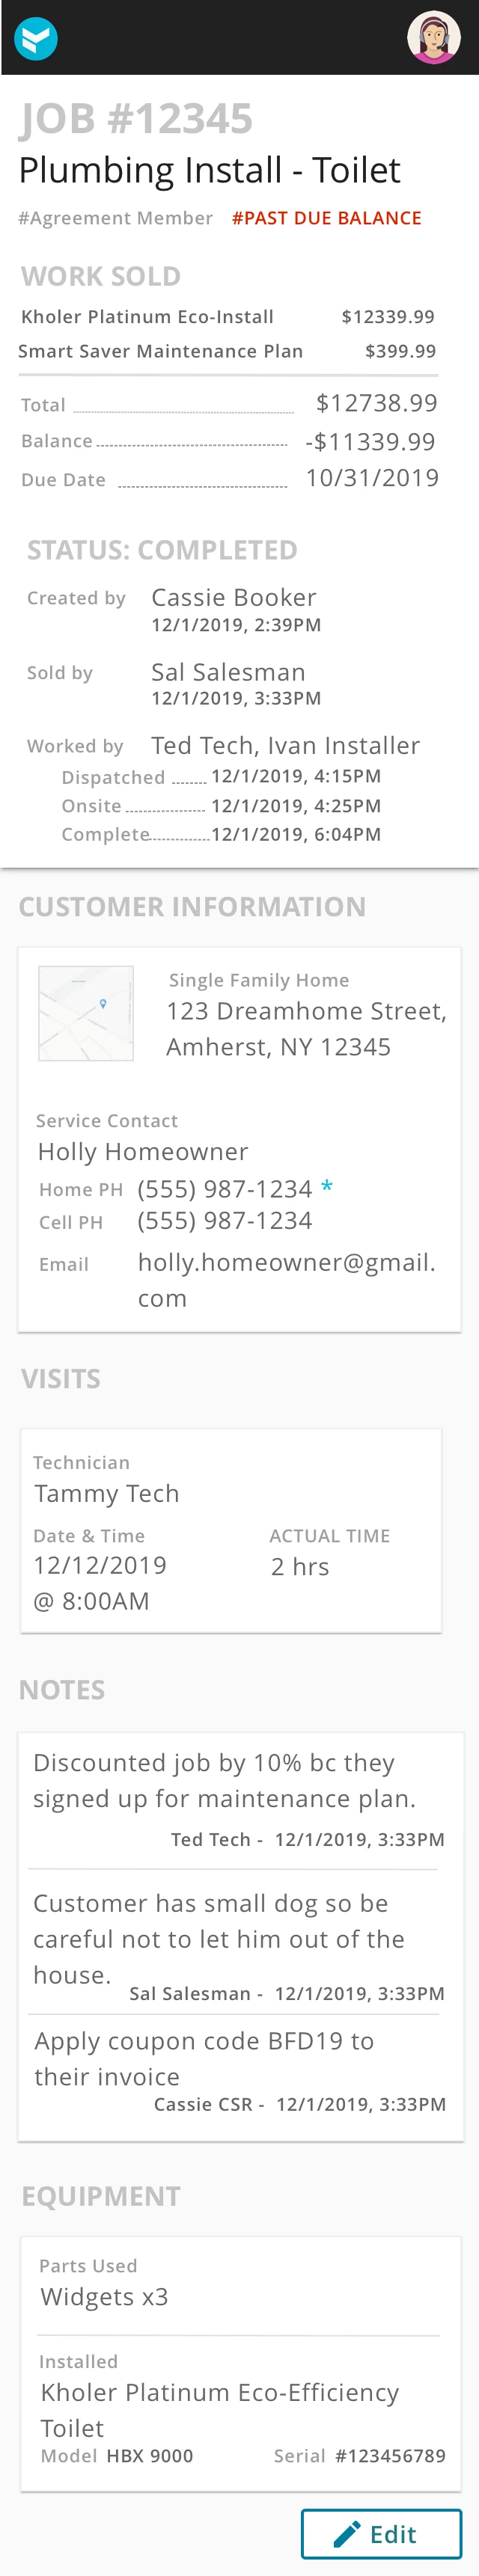 JOB #12345
Plumbing Install - Toilet
#Agreement Member #PAST DUE BALANCE
WORK SOLD
Kholer Platinum Eco-Install $12339.99
Smart Saver Maintenance Plan $399.99
Total $12738.99
Balance -$11339.99
Due Date 10/31/2019
STATUS: COMPLETED
Created by Cassie Booker
12/1/2019, 2:39PM
Sold by Sal Salesman
12/1/2019, 3:33PM
Worked by Ted Tech, Ivan Installer
Dispatched 12/1/2019, 4:15PM
Onsite 12/1/2019, 4:25PM
Complete 12/1/2019, 6:04PM
CUSTOMER INFORMATION
Single Family Home
123 Dreamhome Street,
Amherst, NY 12345
Service Contact
Holly Homeowner
Home PH (555) 987-1234 *
Cell PH (555) 987-1234
Email holly.homeowner@gmail.
com
VISITS
Technician
Tammy Tech
Date & Time ACTUAL TIME
12/12/2019 2 hrs
@ 8:00AM
NOTES
Discounted job by 10% bc they
signed up for maintenance plan.
Ted Tech - 12/1/2019, 3:33PM
Customer has small dog so be
careful not to let him out of the
house.
Sal Salesman - 12/1/2019, 3:33PM
Apply coupon code BFD19 to
their invoice
Cassie CSR - 12/1/2019, 3:33PM
EQUIPMENT
Parts Used
Widgets x3
Installed
Kholer Platinum Eco-Efficiency
Toilet
Model HBX 9000 Serial #123456789
Edit